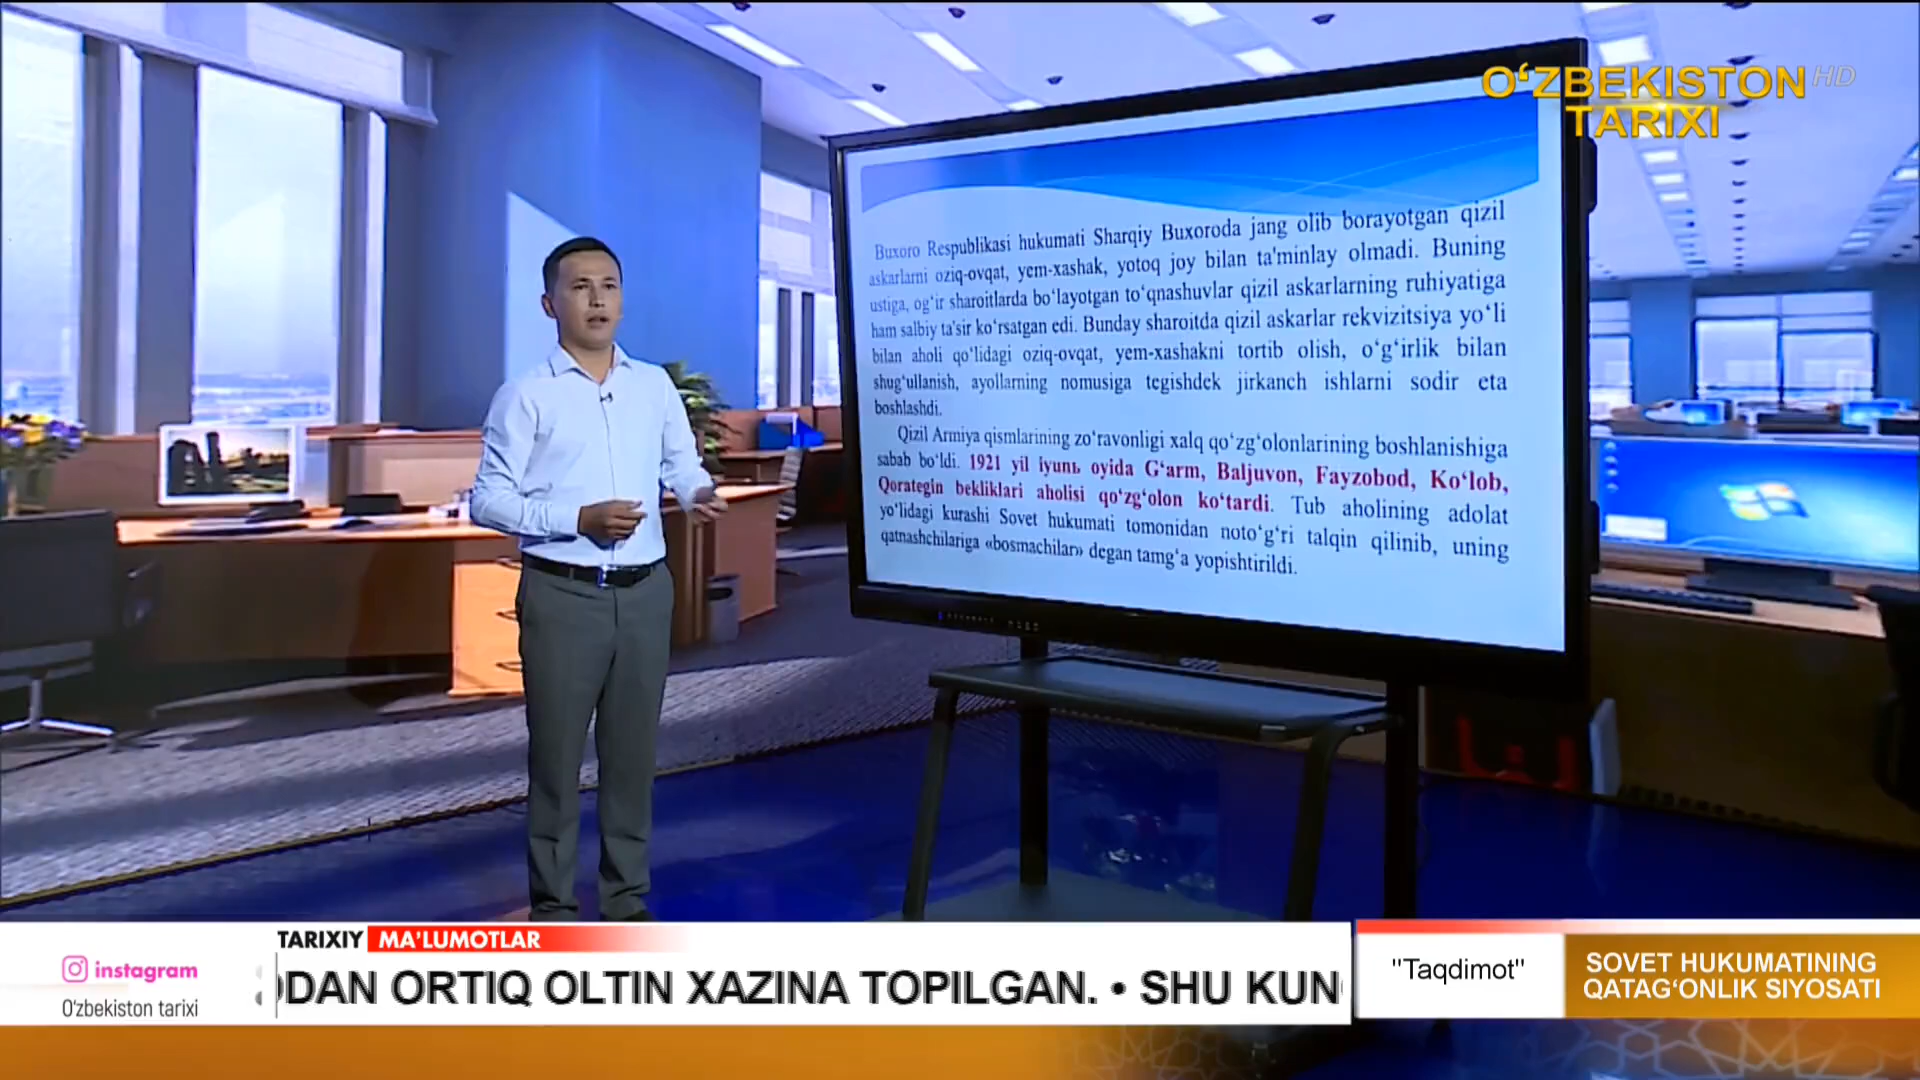 O‘ZBEKISTON HD
TARIXI
Buxoro Respublikasi hukumati Sharqiy Buxoroda jang olib borayotgan qizil
askarlarni oziq-ovqat, yem-xashak, yotoq joy bilan ta'minlay olmadi. Buning
ustiga, og‘ir sharoitlarda bo‘layotgan to‘qnashuvlar qizil askarlarning ruhiyatiga
ham salbiy ta'sir ko‘rsatgan edi. Bunday sharoitda qizil askarlar rekvizitsiya yo‘li
bilan aholi qo‘lidagi oziq-ovqat, yem-xashakni tortib olish, o‘g‘irlik bilan
shug‘ullanish, ayollarning nomusiga tegishdek jirkanch ishlarni sodir eta
boshlashdi.
Qizil Armiya qismlarining zo‘ravonligi xalq qo‘zg‘olonlarining boshlanishiga
sabab bo‘ldi. 1921 yil iyunь oyida G‘arm, Baljuvon, Fayzobod, Ko‘lob,
Qorategin bekliklari aholisi qo‘zg‘olon ko‘tardi. Tub aholining adolat
yo‘lidagi kurashi Sovet hukumati tomonidan noto‘g‘ri talqin qilinib, uning
qatnashchilariga «bosmachilar» degan tamg‘a yopishtirildi.
TARIXIY MA'LUMOTLAR
instagram
O'zbekiston tarixi
DAN ORTIQ OLTIN XAZINA TOPILGAN. • SHU KUN
"Taqdimot"
SOVET HUKUMATINING
QATAG‘ONLIK SIYOSATI